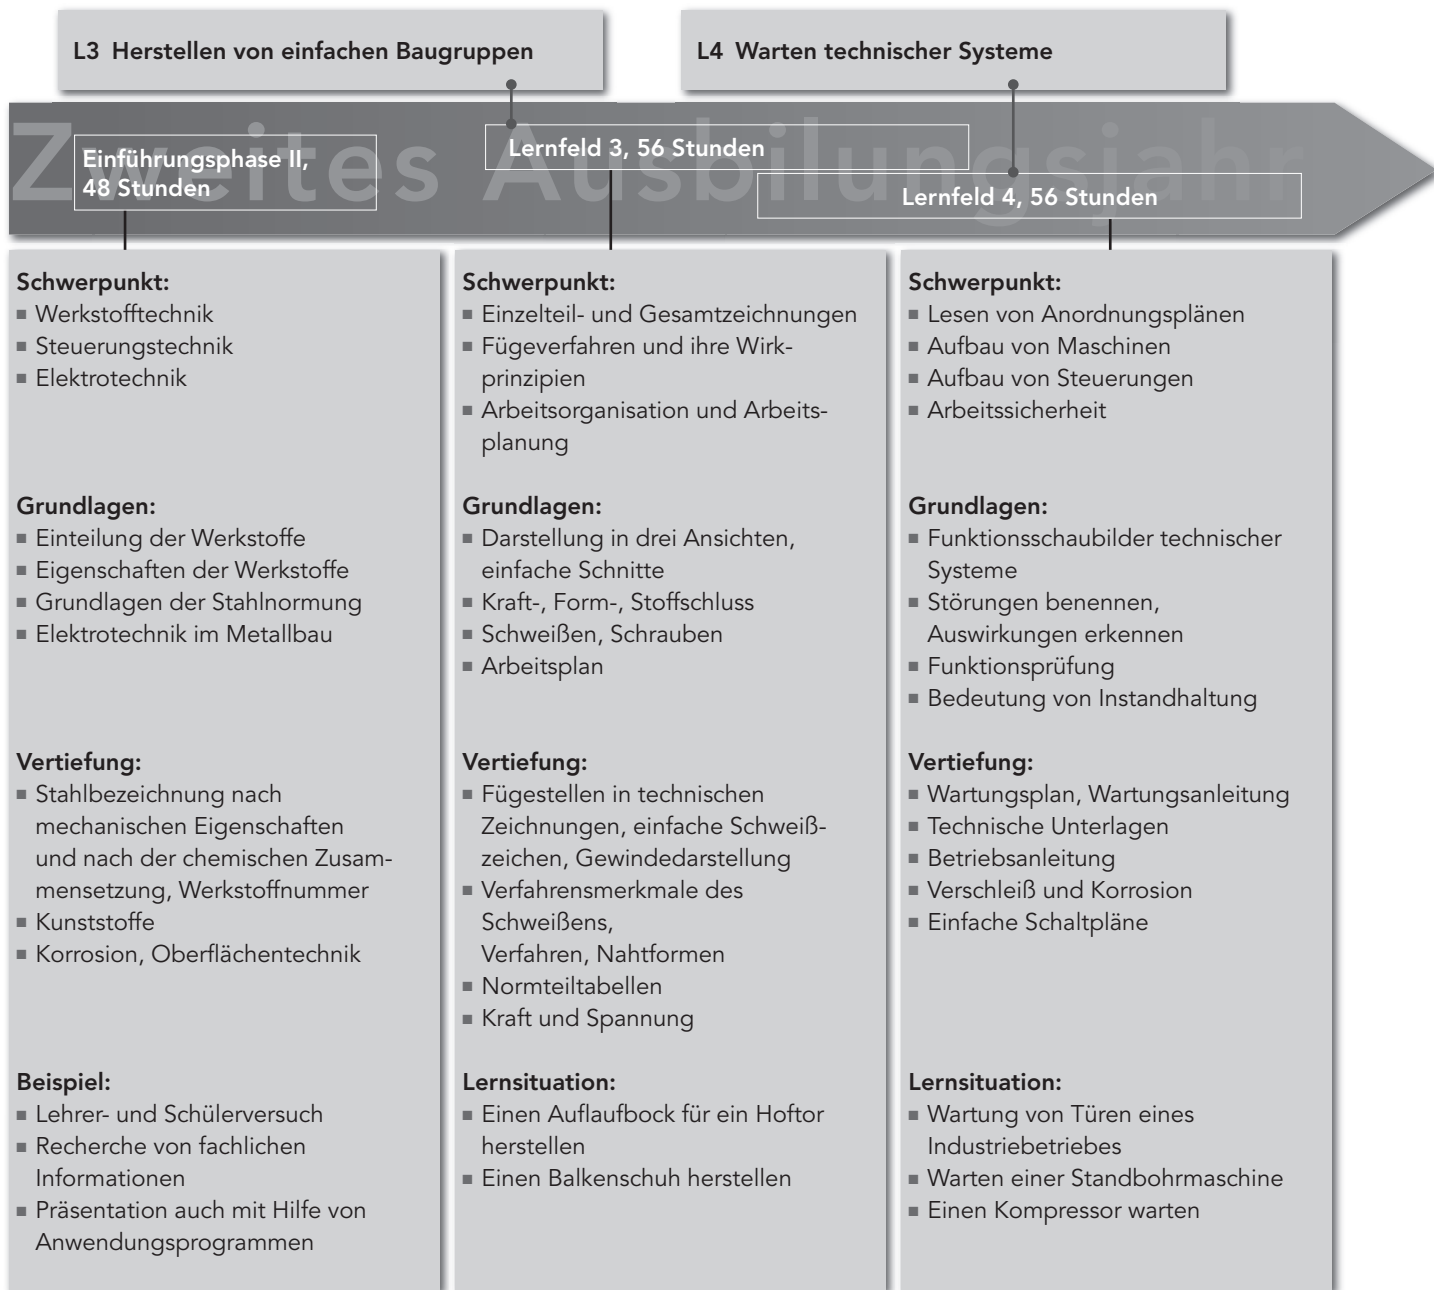 L3 Herstellen von einfachen Baugruppen
L4 Warten technischer Systeme
Zweites Ausbilungsjahr
Einführungsphase II,
48 Stunden
Lernfeld 3, 56 Stunden
Lernfeld 4, 56 Stunden
Schwerpunkt:
▪ Werkstofftechnik
▪ Steuerungstechnik
▪ Elektrotechnik
Grundlagen:
▪ Einteilung der Werkstoffe
▪ Eigenschaften der Werkstoffe
▪ Grundlagen der Stahlnormung
▪ Elektrotechnik im Metallbau
Vertiefung:
▪ Stahlbezeichnung nach
mechanischen Eigenschaften
und nach der chemischen Zusam-
mensetzung, Werkstoffnummer
▪ Kunststoffe
▪ Korrosion, Oberflächentechnik
Beispiel:
▪ Lehrer- und Schülerversuch
▪ Recherche von fachlichen
Informationen
▪ Präsentation auch mit Hilfe von
Anwendungsprogrammen
Schwerpunkt:
▪ Einzelteil- und Gesamtzeichnungen
▪ Fügeverfahren und ihre Wirk-
prinzipien
▪ Arbeitsorganisation und Arbeits-
planung
Grundlagen:
▪ Darstellung in drei Ansichten,
einfache Schnitte
▪ Kraft-, Form-, Stoffschluss
▪ Schweißen, Schrauben
▪ Arbeitsplan
Vertiefung:
▪ Fügestellen in technischen
Zeichnungen, einfache Schweiß-
zeichen, Gewindedarstellung
▪ Verfahrensmerkmale des
Schweißens,
Verfahren, Nahtformen
▪ Normteiltabellen
▪ Kraft und Spannung
Lernsituation:
▪ Einen Auflaufbock für ein Hoftor
herstellen
▪ Einen Balkenschuh herstellen
Schwerpunkt:
▪ Lesen von Anordnungsplänen
▪ Aufbau von Maschinen
▪ Aufbau von Steuerungen
▪ Arbeitssicherheit
Grundlagen:
▪ Funktionsschaubilder technischer
Systeme
▪ Störungen benennen,
Auswirkungen erkennen
▪ Funktionsprüfung
▪ Bedeutung von Instandhaltung
Vertiefung:
▪ Wartungsplan, Wartungsanleitung
▪ Technische Unterlagen
▪ Betriebsanleitung
▪ Verschleiß und Korrosion
▪ Einfache Schaltpläne
Lernsituation:
▪ Wartung von Türen eines
Industriebetriebes
▪ Warten einer Standbohrmaschine
▪ Einen Kompressor warten